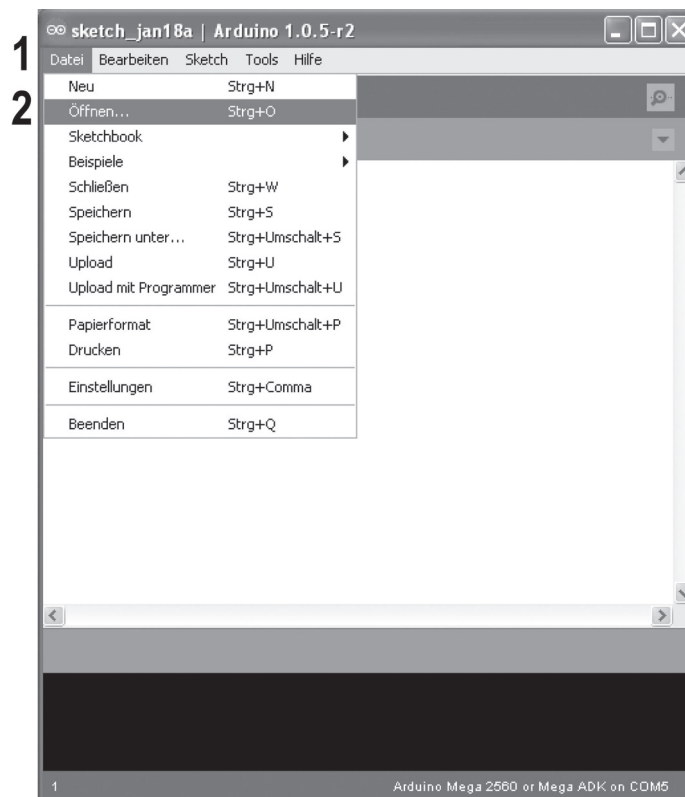 sketch_jan18a | Arduino 1.0.5-r2
1
Datei Bearbeiten Sketch Tools Hilfe
2
Neu Strg+N
Öffnen... Strg+O
Sketchbook
Beispiele
Schließen Strg+W
Speichern Strg+S
Speichern unter... Strg+Umschalt+S
Upload Strg+U
Upload mit Programmer Strg+Umschalt+U
Papierformat Strg+Umschalt+P
Drucken Strg+P
Einstellungen Strg+Comma
Beenden Strg+Q
1 Arduino Mega 2560 or Mega ADK on COM5